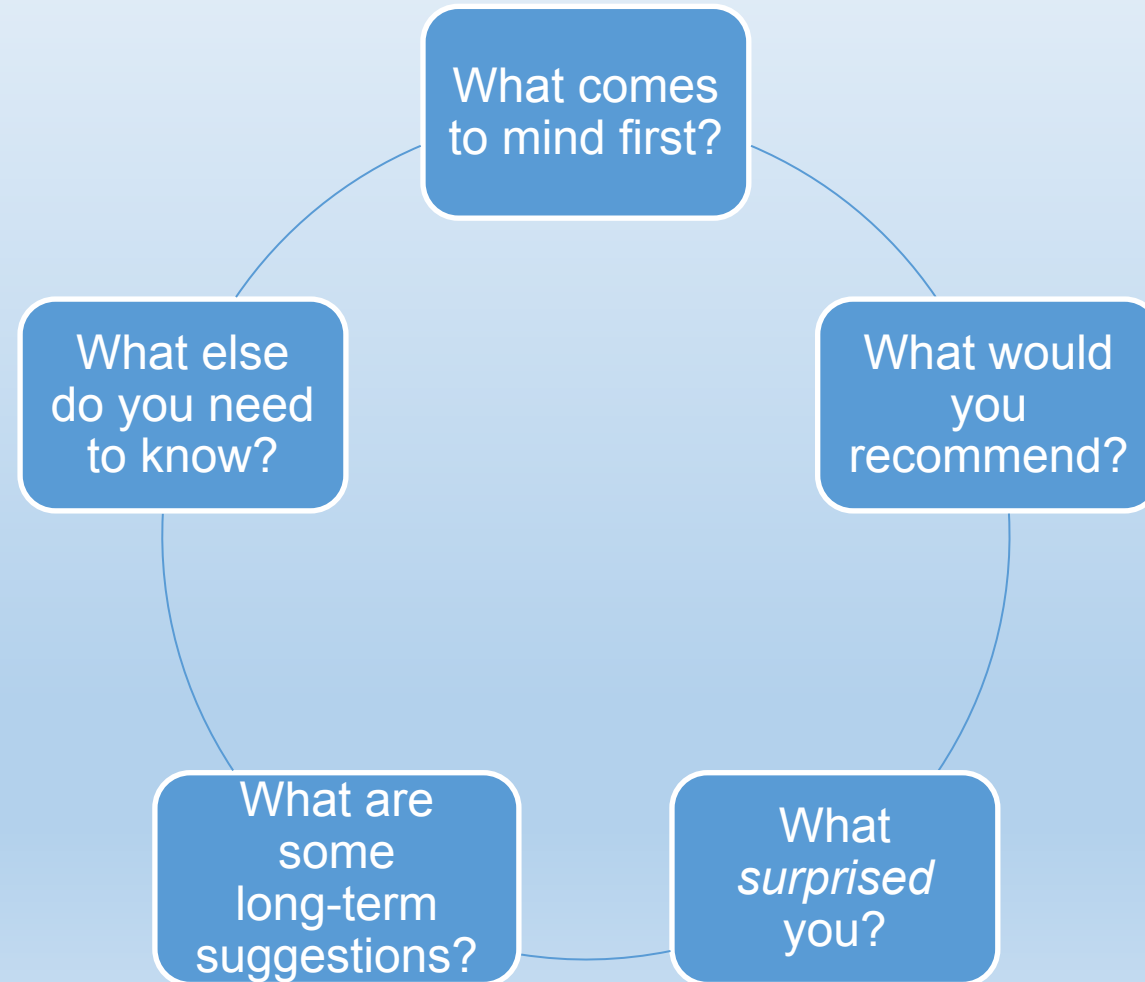 What comes
to mind first?
What would
you
recommend?
What
surprised
you?
What are
some
long-term
suggestions?
What else
do you need
to know?